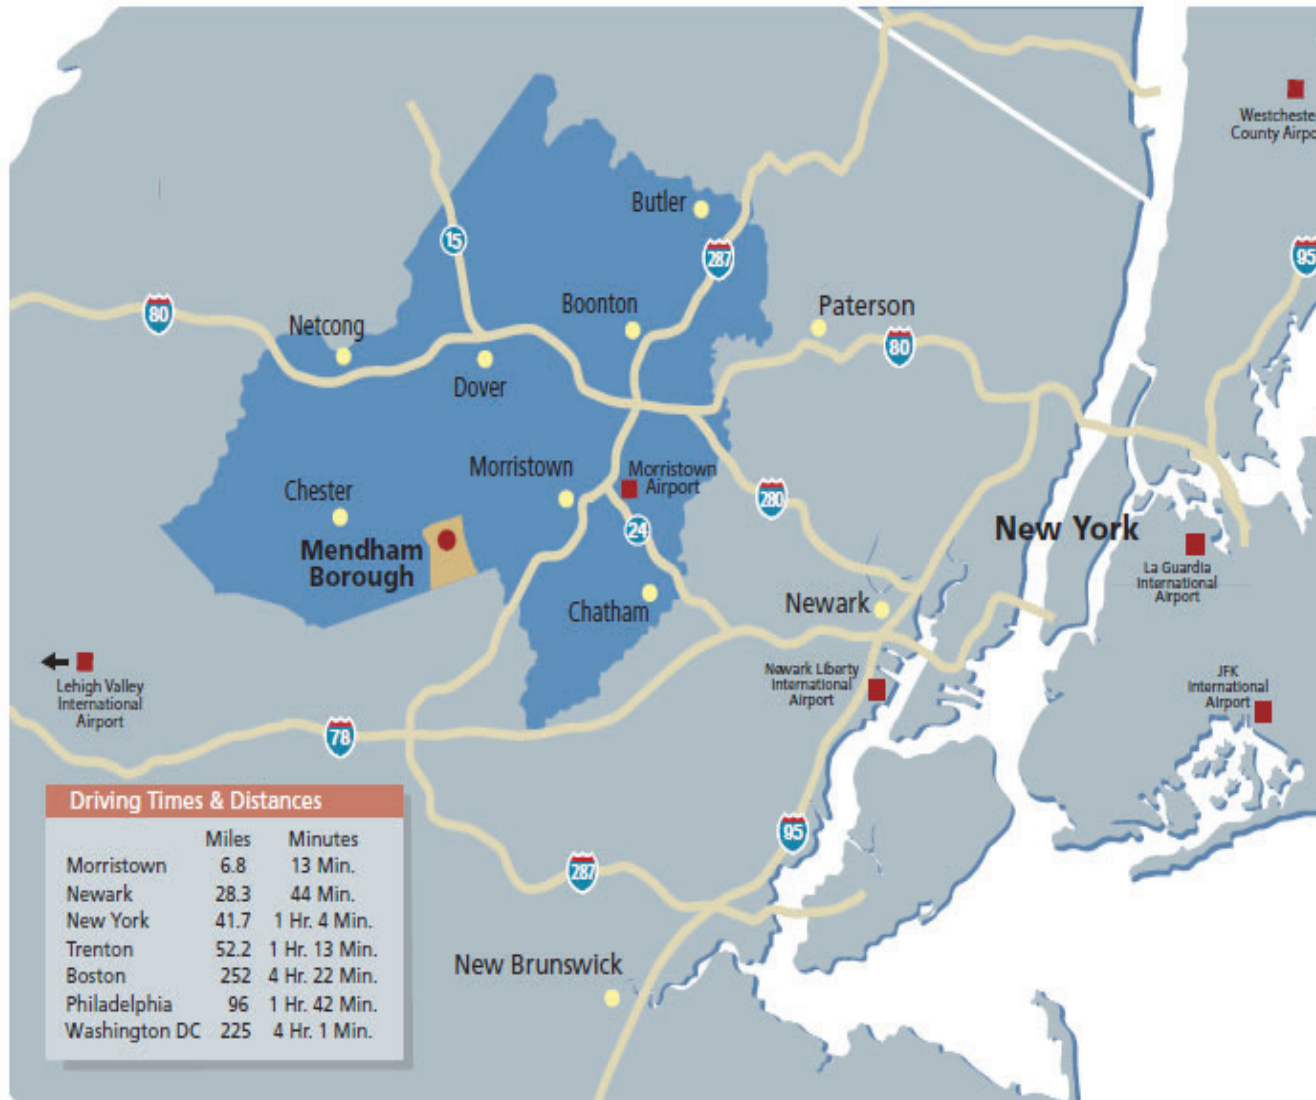 Westcheste
County Airpo
Butler
15
287
95
80
Netcong
Boonton
Paterson
80
Dover
Morristown
Morristown
Airport
Chester
280
24
New York
Mendham
Borough
La Guardia
International
Airport
Chatham
Newark
Lehigh Valley
International
Airport
Newark Liberty
International
Airport
JFK
International
Airport
78
Driving Times & Distances
Miles Minutes
Morristown 6.8 13 Min.
Newark 28.3 44 Min.
New York 41.7 1 Hr. 4 Min.
Trenton 52.2 1 Hr. 13 Min.
Boston 252 4 Hr. 22 Min.
Philadelphia 96 1 Hr. 42 Min.
Washington DC 225 4 Hr. 1 Min.
95
287
New Brunswick